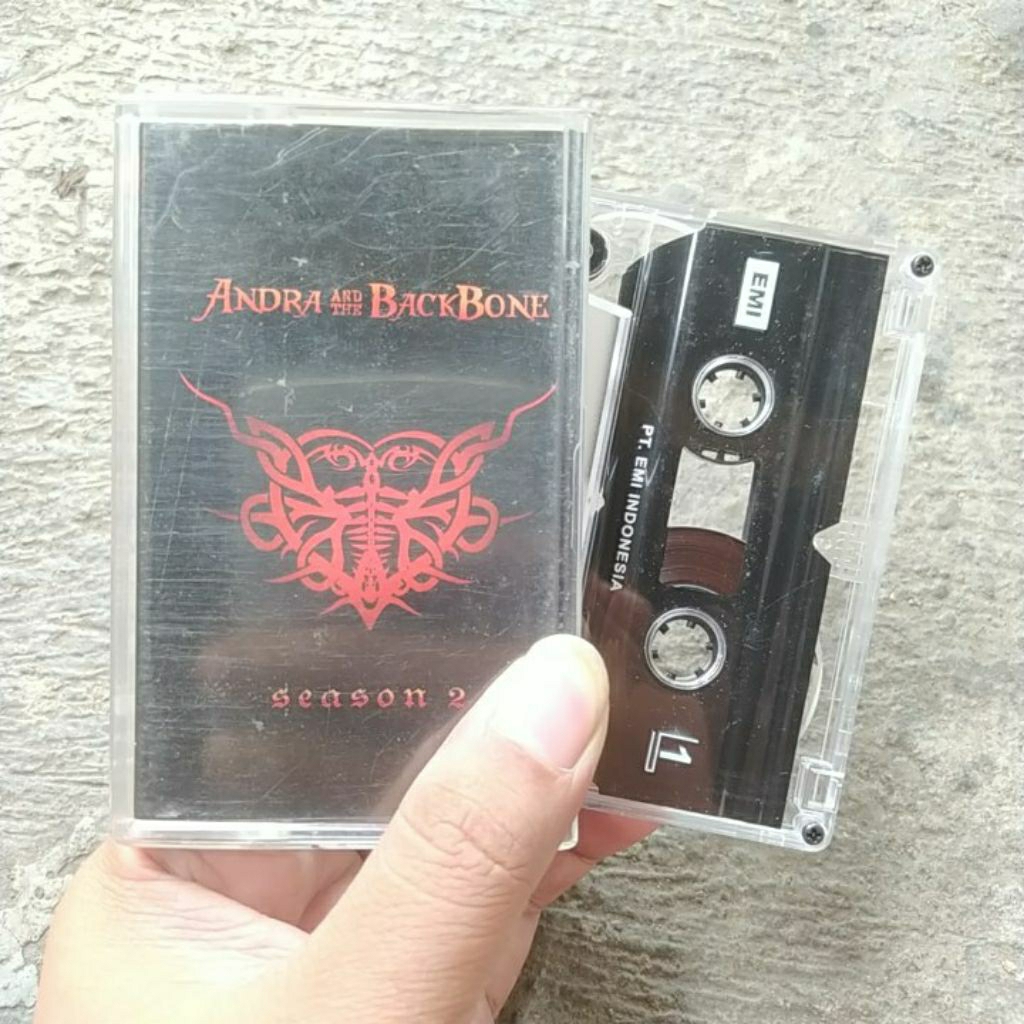 ANDRA AND THE BACKBONE
season 2
EMI
PT. EMI INDONESIA
1